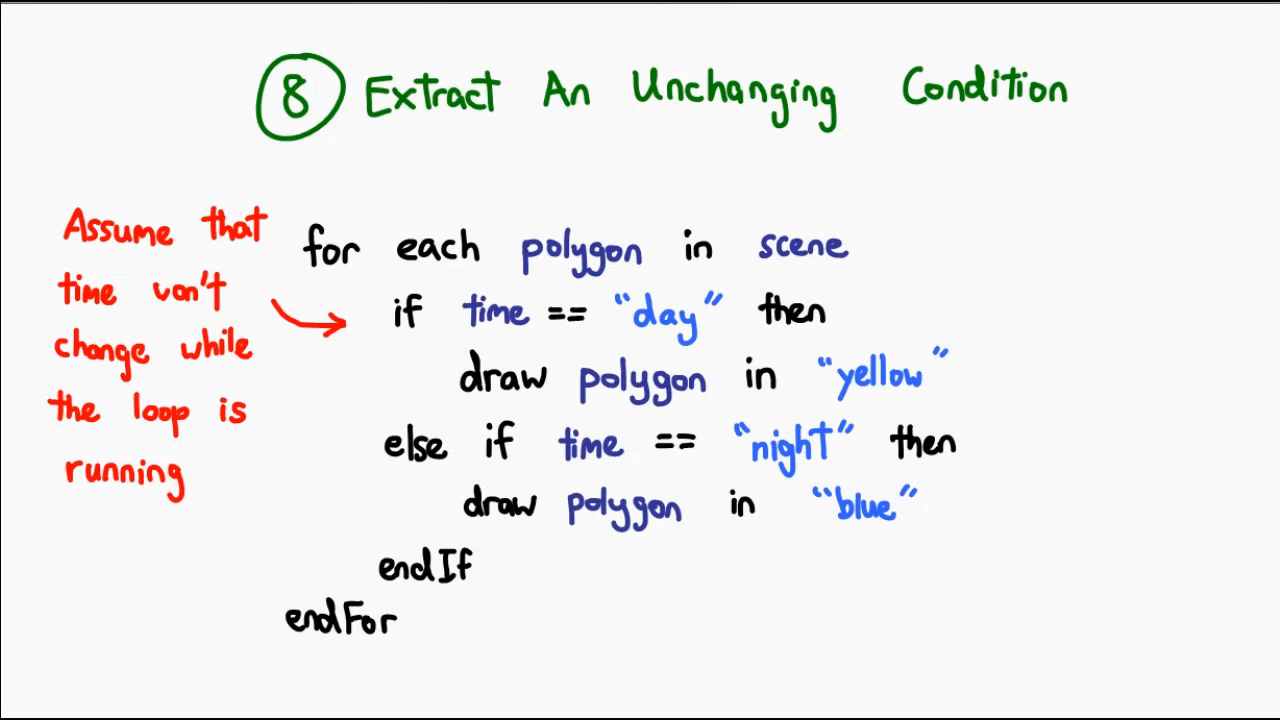 8 Extract An Unchanging Condition
Assume that
time won't
change while
the loop is
running
for each polygon in scene
if time == "day" then
draw polygon in "yellow"
else if time == "night" then
draw polygon in "blue"
endIf
endFor